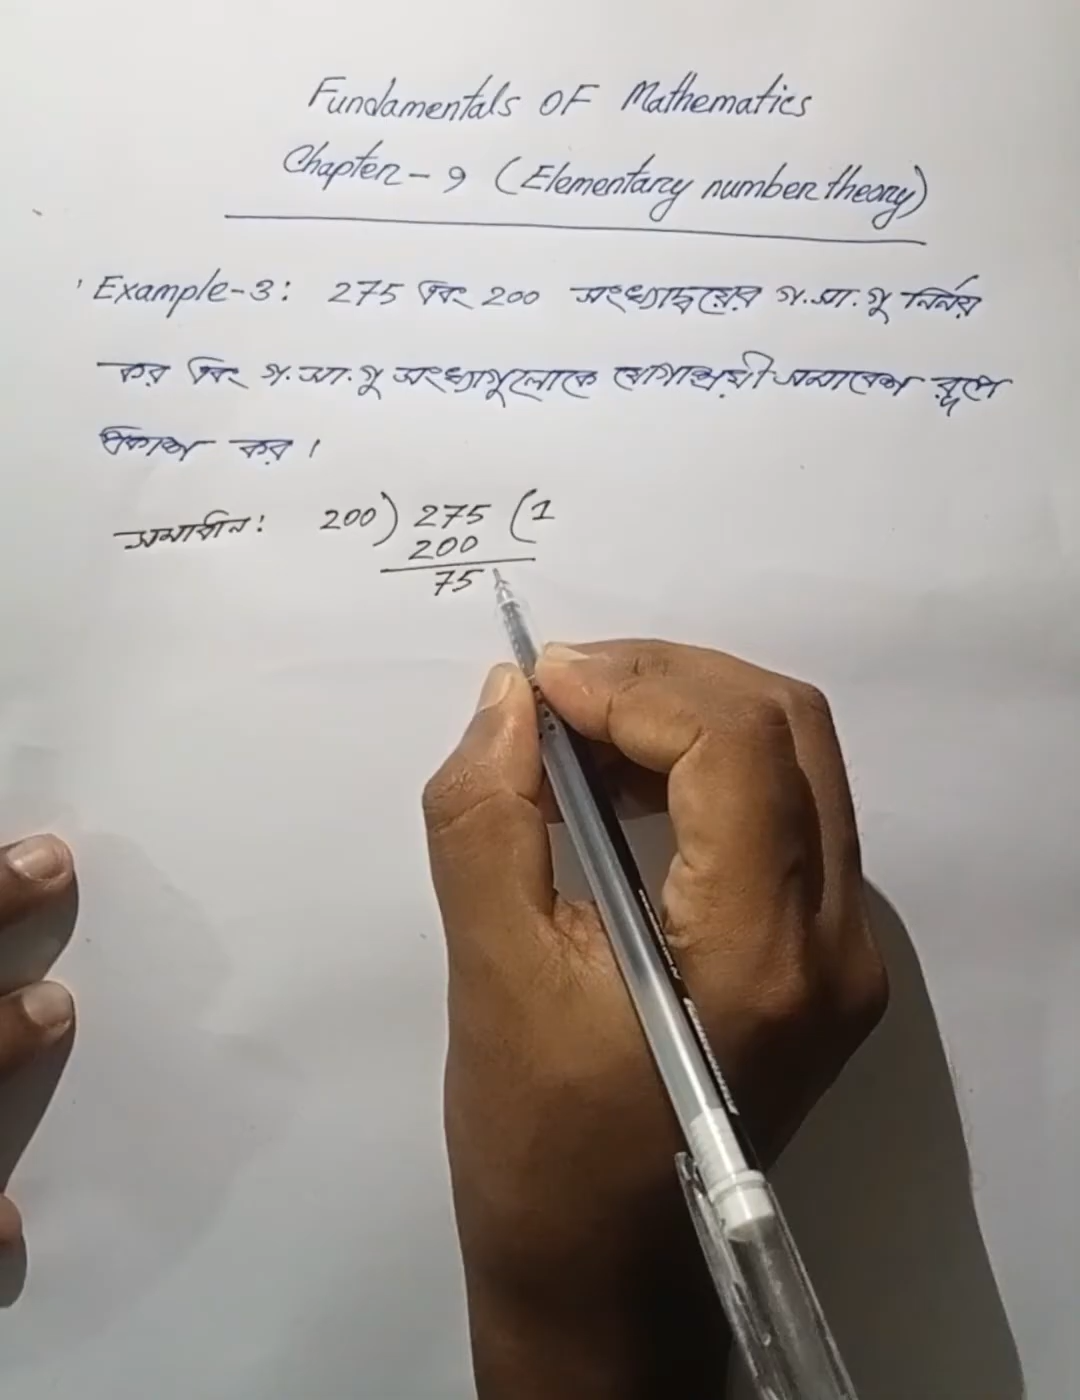 Fundamentals OF Mathematics
Chapter - 9 (Elementary number theory)
Example-3: 275 এবং 200 সংখ্যাদ্বয়ের গ.সা.গু নির্নয়
কর এবং গ.সা.গু সংখ্যাগুলোকে যোগাশ্রয়ী সমাবেশ রূপে
প্রকাশ কর।
সমাধান: 200) 275 (1
200
75